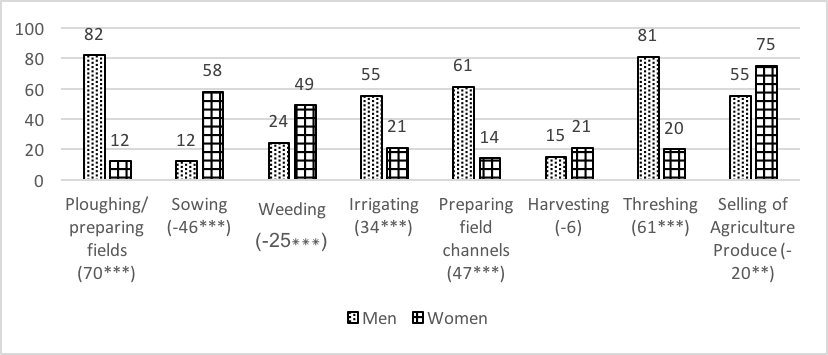 100
80
60
40
20
0
82
12
12
58
24
49
55
21
61
14
15
21
81
20
55
75
Ploughing/
preparing
fields
(70***)
Sowing
(-46***)
Weeding
(-25***)
Irrigating
(34***)
Preparing
field
channels
(47***)
Harvesting
(-6)
Threshing
(61***)
Selling of
Agriculture
Produce (-
20**)
Men
Women